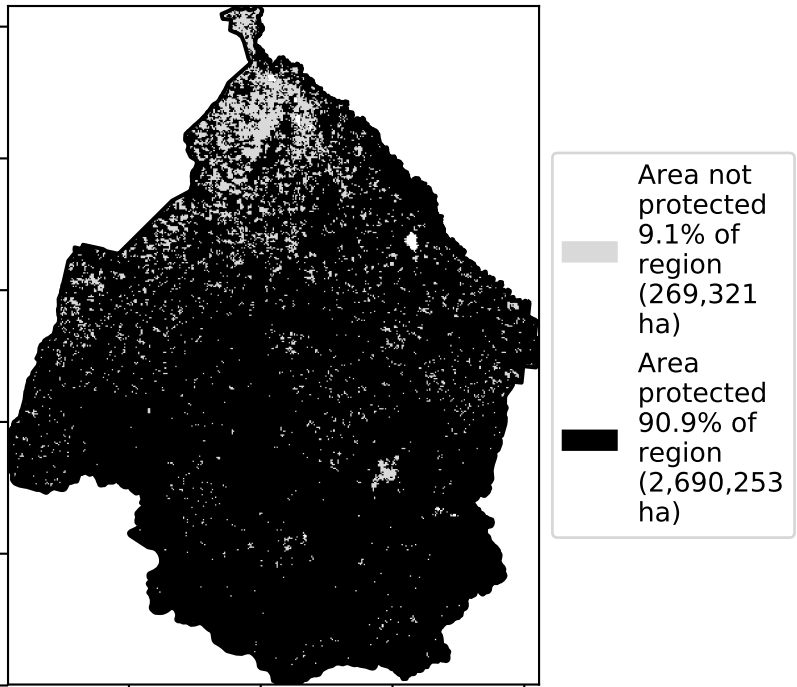 Area not
protected
9.1% of
region
(269,321
ha)
Area
protected
90.9% of
region
(2,690,253
ha)